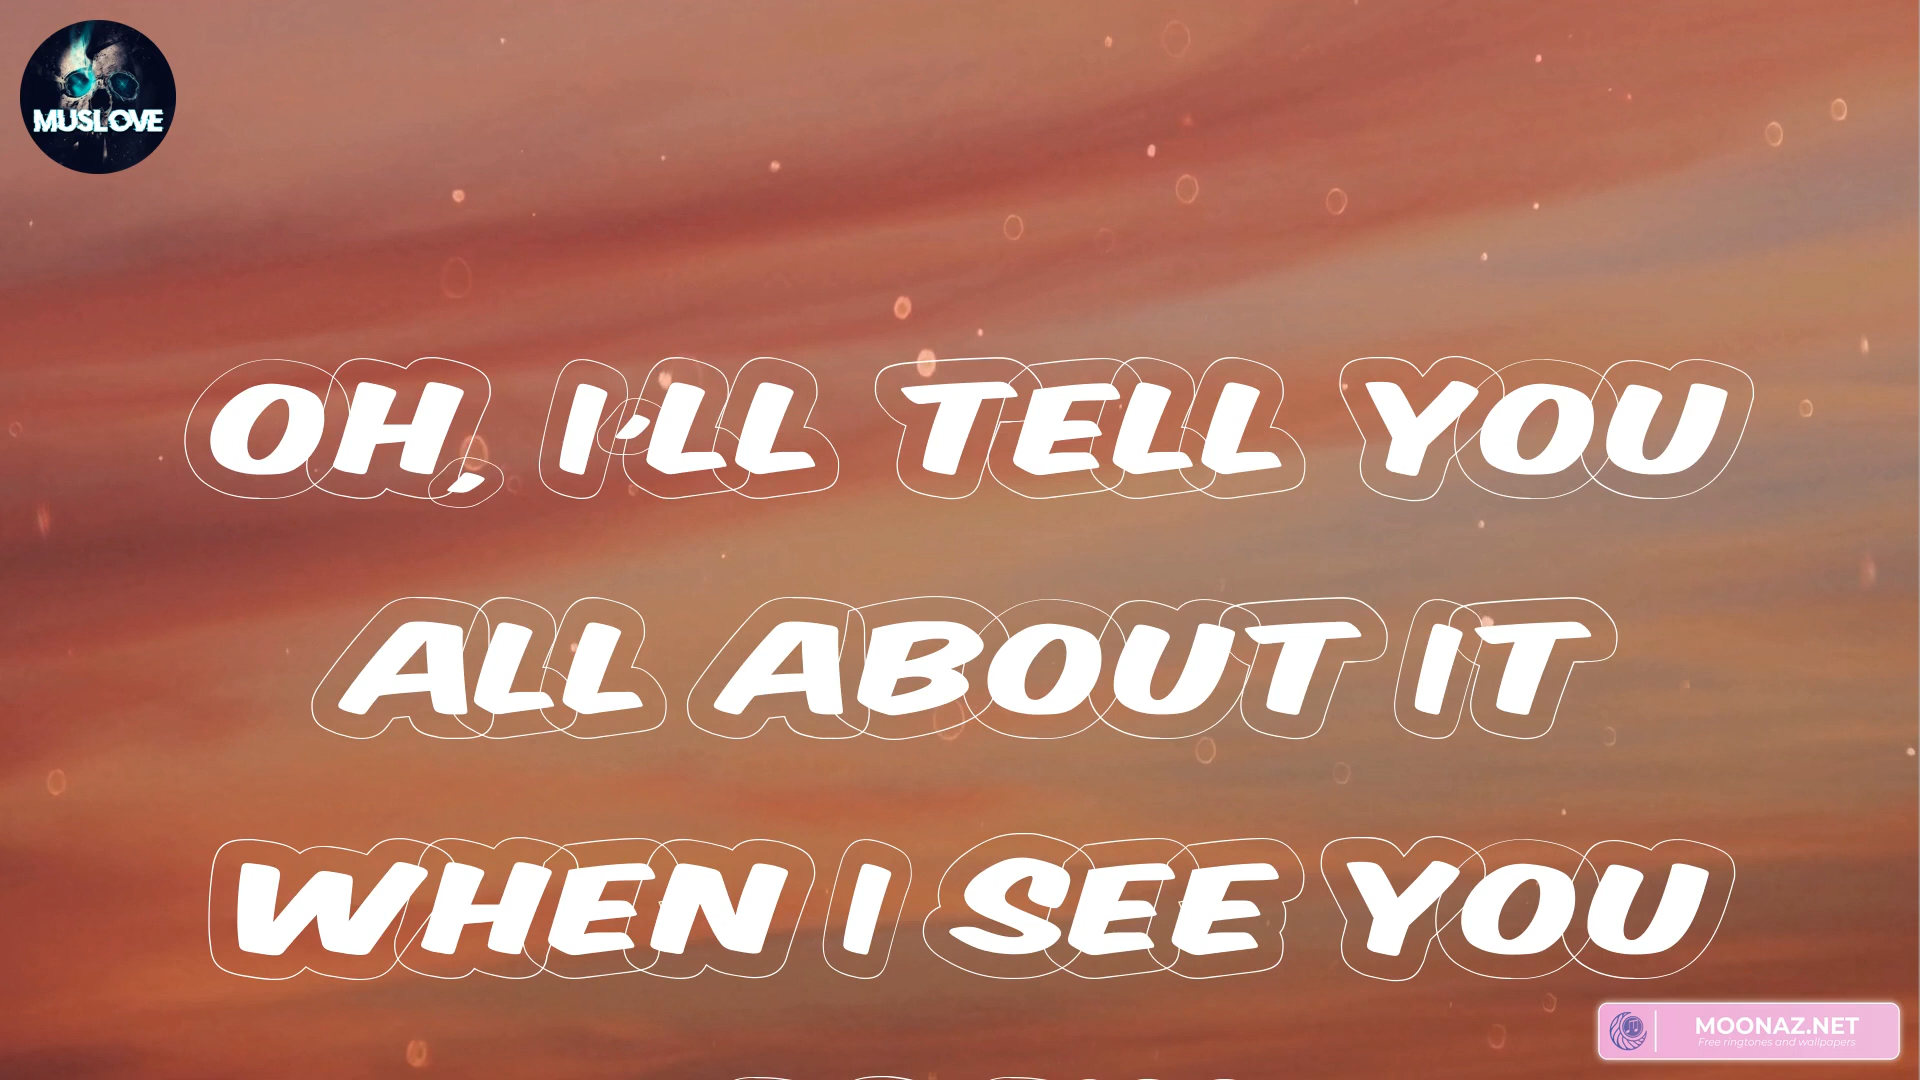 MUSLOVE
OH, I'LL TELL YOU
ALL ABOUT IT
WHEN I SEE YOU
MOONAZ.NET
Free ringtones and wallpapers